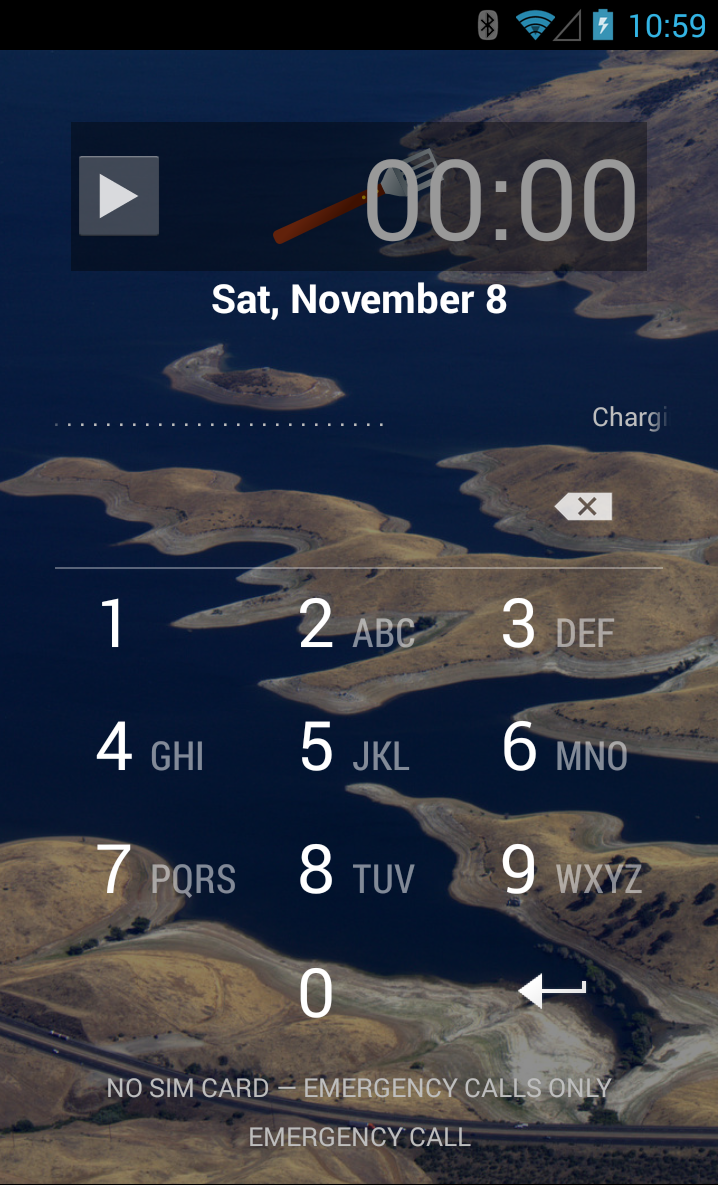 10:59
00:00
Sat, November 8
. . . . . . . . . . . . . . . . . . . . . . . . . . Chargi
1 2 ABC 3 DEF
4 GHI 5 JKL 6 MNO
7 PQRS 8 TUV 9 WXYZ
0
NO SIM CARD — EMERGENCY CALLS ONLY
EMERGENCY CALL